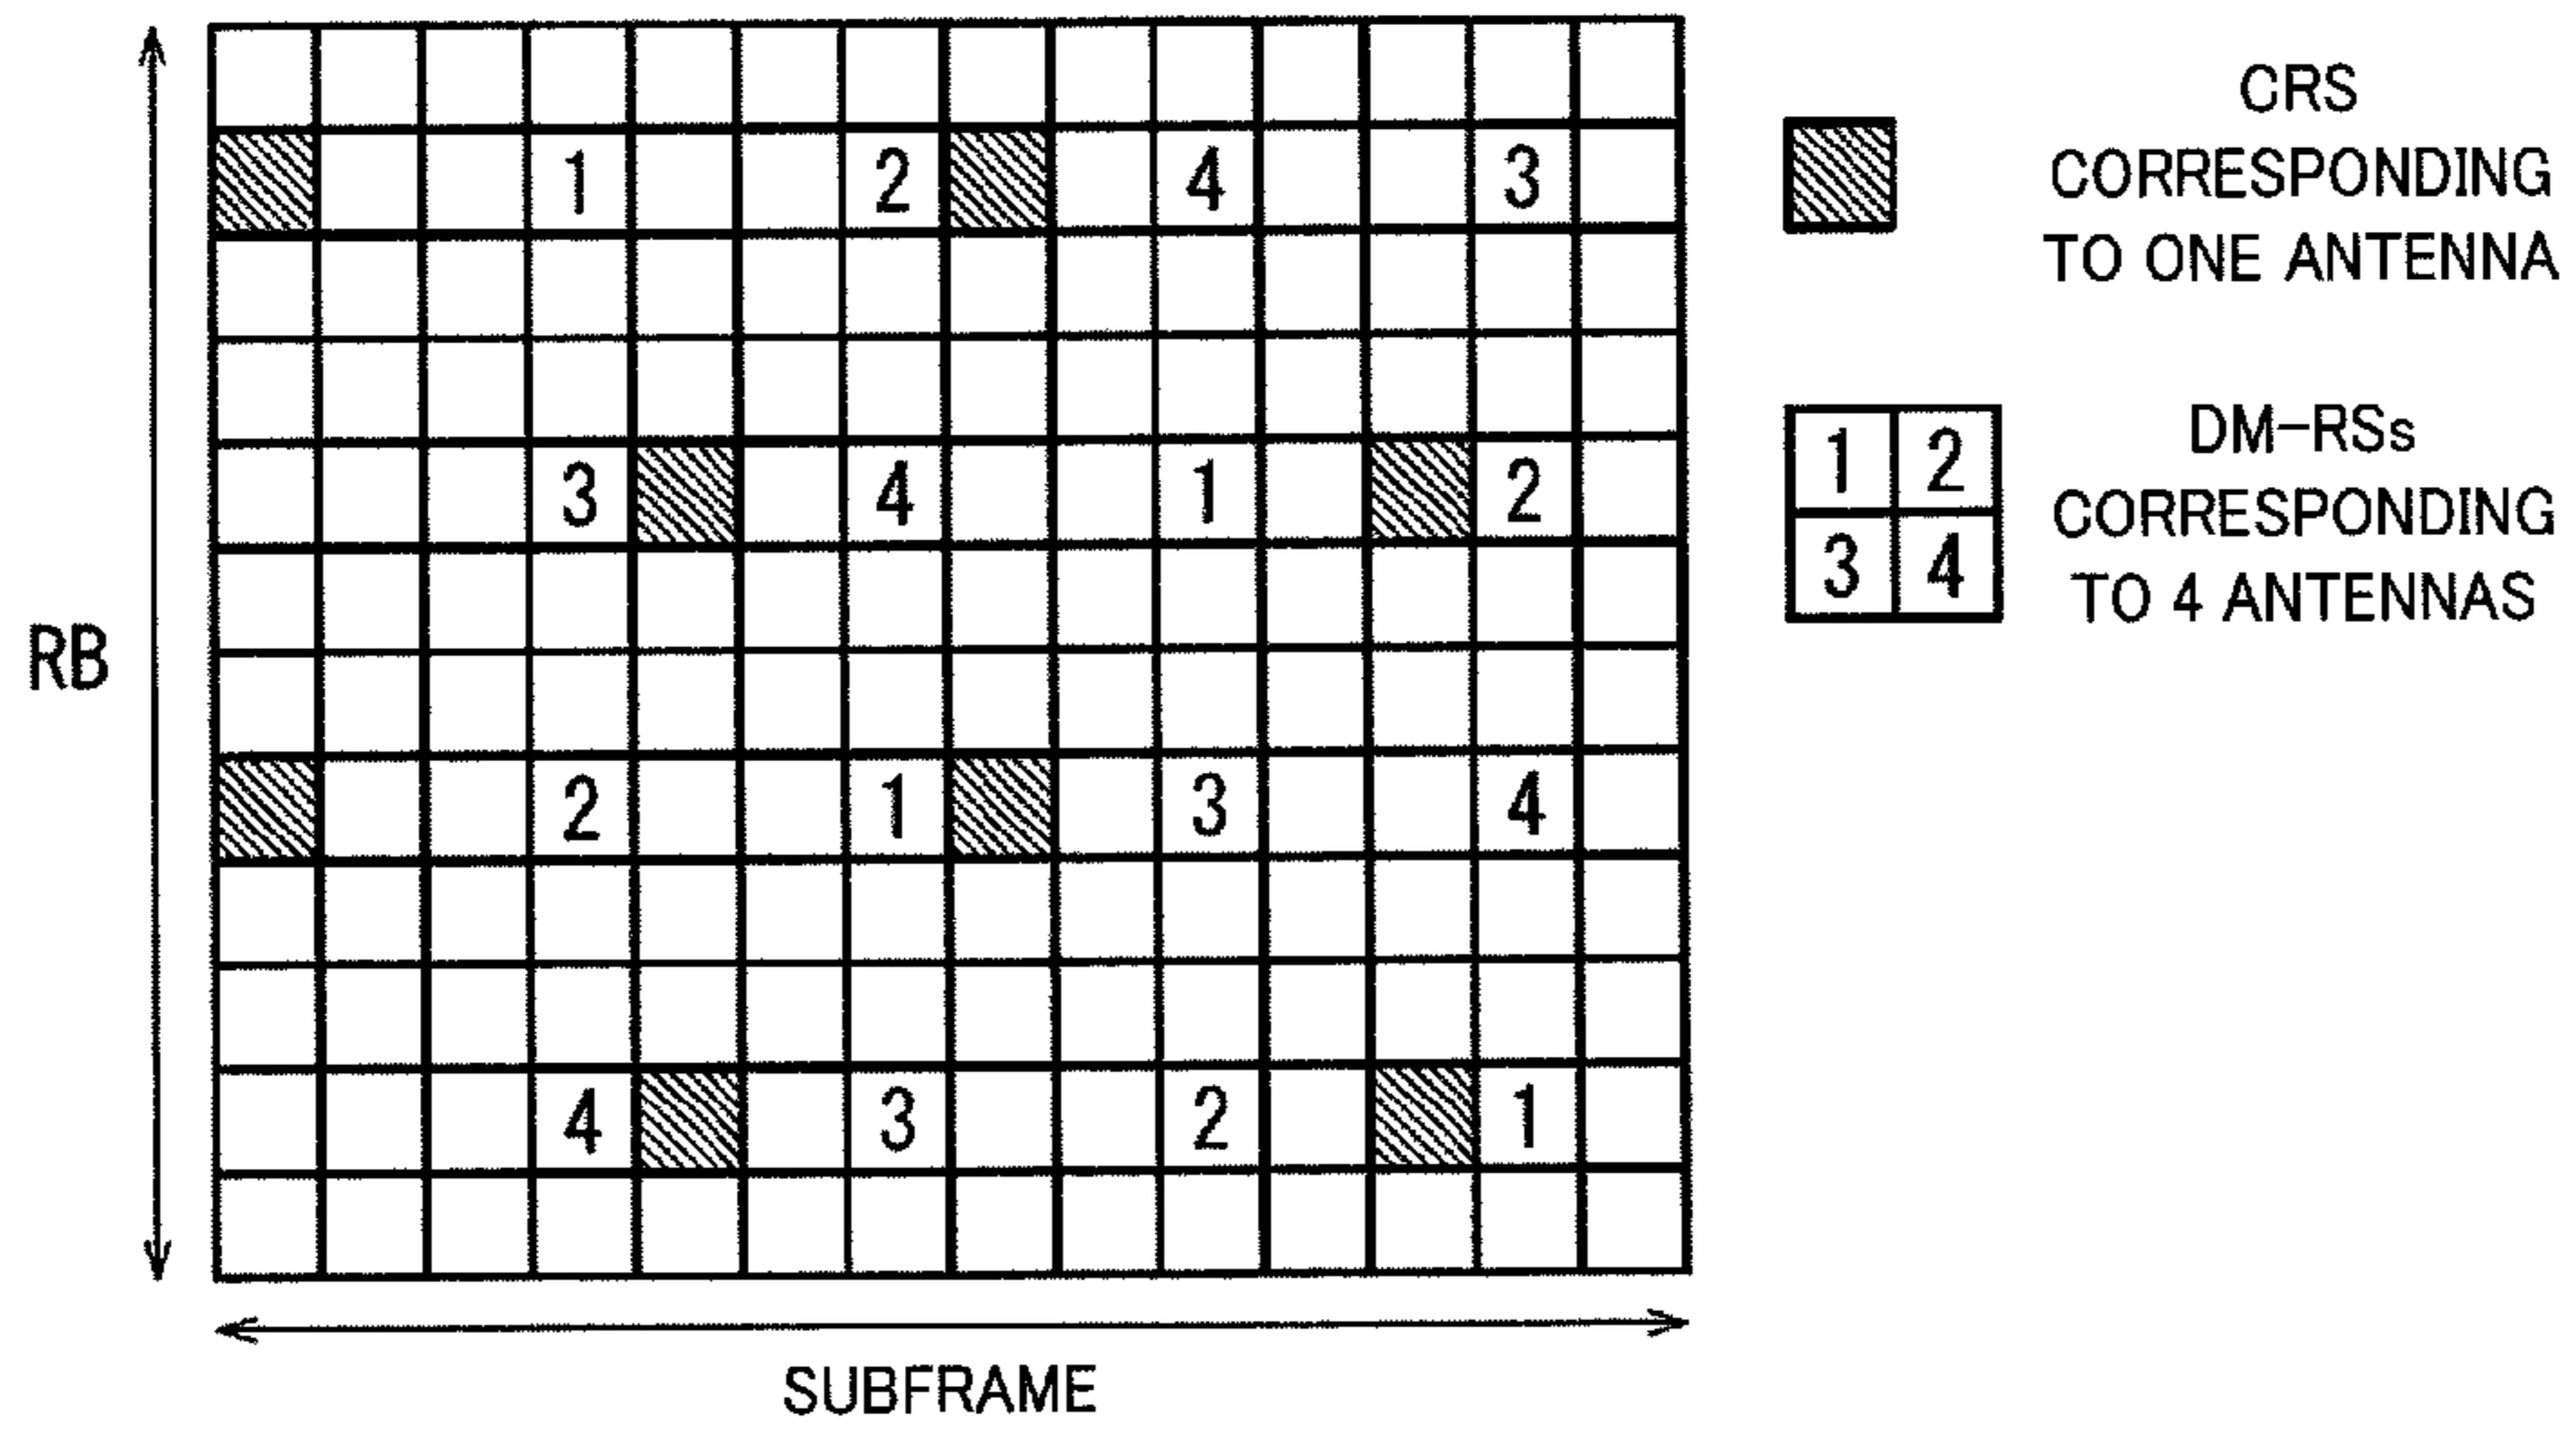 CRS
CORRESPONDING
TO ONE ANTENNA
1 2 4 3
3 4 1 2
1 2
3 4
DM-RSs
CORRESPONDING
TO 4 ANTENNAS
RB
2 1 3 4
4 3 2 1
SUBFRAME